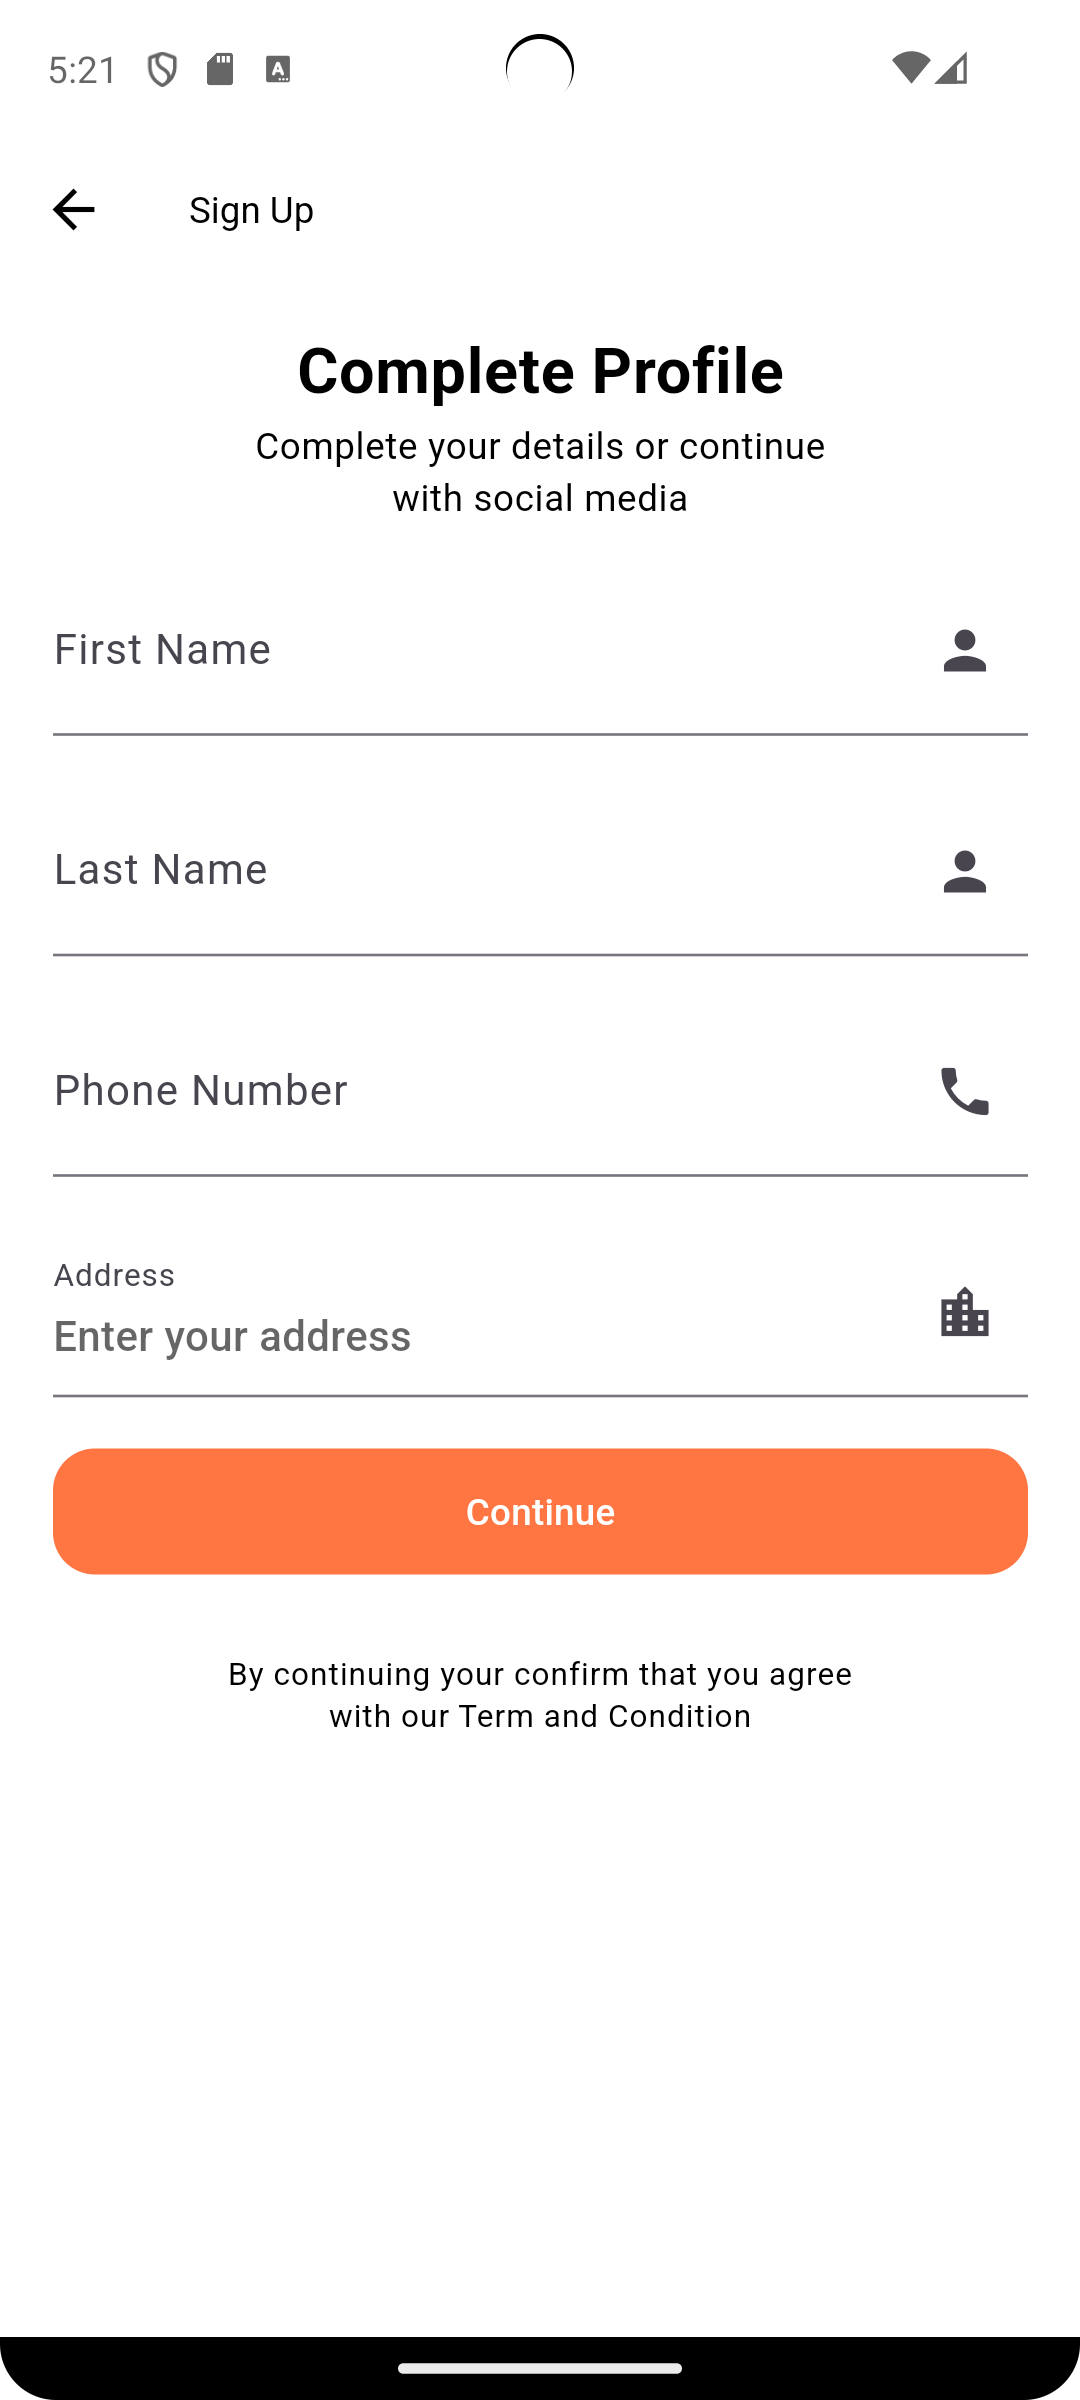 5:21
Sign Up
Complete Profile
Complete your details or continue
with social media
First Name
Last Name
Phone Number
Address
Enter your address
Continue
By continuing your confirm that you agree
with our Term and Condition